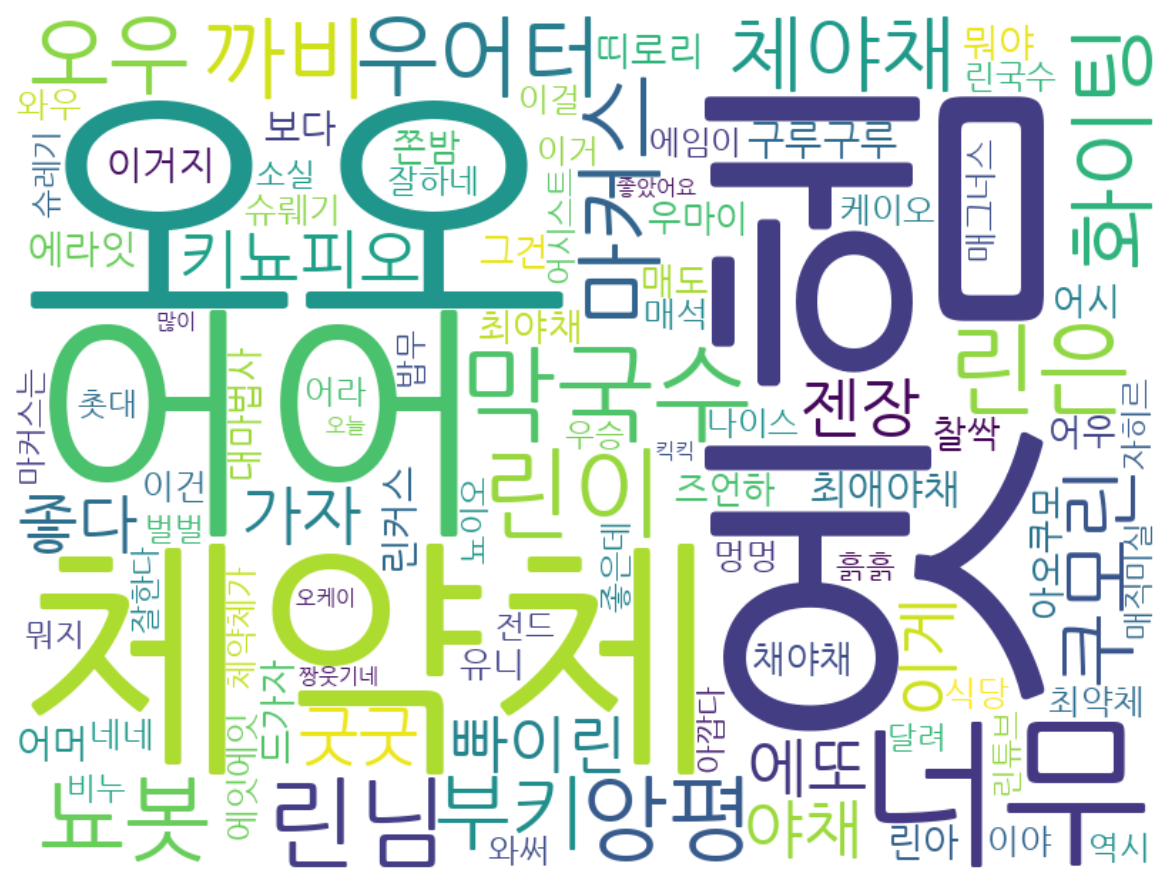 오우
까비
우어터
띠로리
체야채
뭐야
린국수
화이팅
와우
이걸
마커스
오오
이거지
보다
쫀밤
잘하네
이거
에임이
구루구루
흐음
매그너스
슈레기
소실
슈뤠기
어시스트
좋았어요
우마이
케이오
에라잇
키뇨피오
그건
매도
매석
어시
많이
최야채
린은
어어
막국수
젠장
촛대
어라
오늘
밥무
대마법사
마커스는
우승
나이스
킥킥
찰싹
어우
자히르
좋다
이건
벌벌
가자
린커스
뇨이오
린이
즈언하
최애야채
멍멍
흙흙
아오쿠모
쿠모린
매직미실
체약체
잘한다
뭐지
체약체가
오케이
짱웃기네
전드
유니
좋은데
웃
채야채
이게
식당
최약체
어머
네네
드가자
굿굿
빠이린
아깝다
에또
달려
린튜브
너무
뇨봇
비누
에잇에잇
린님
부키
와써
앙평
야채
린아
이야
역시